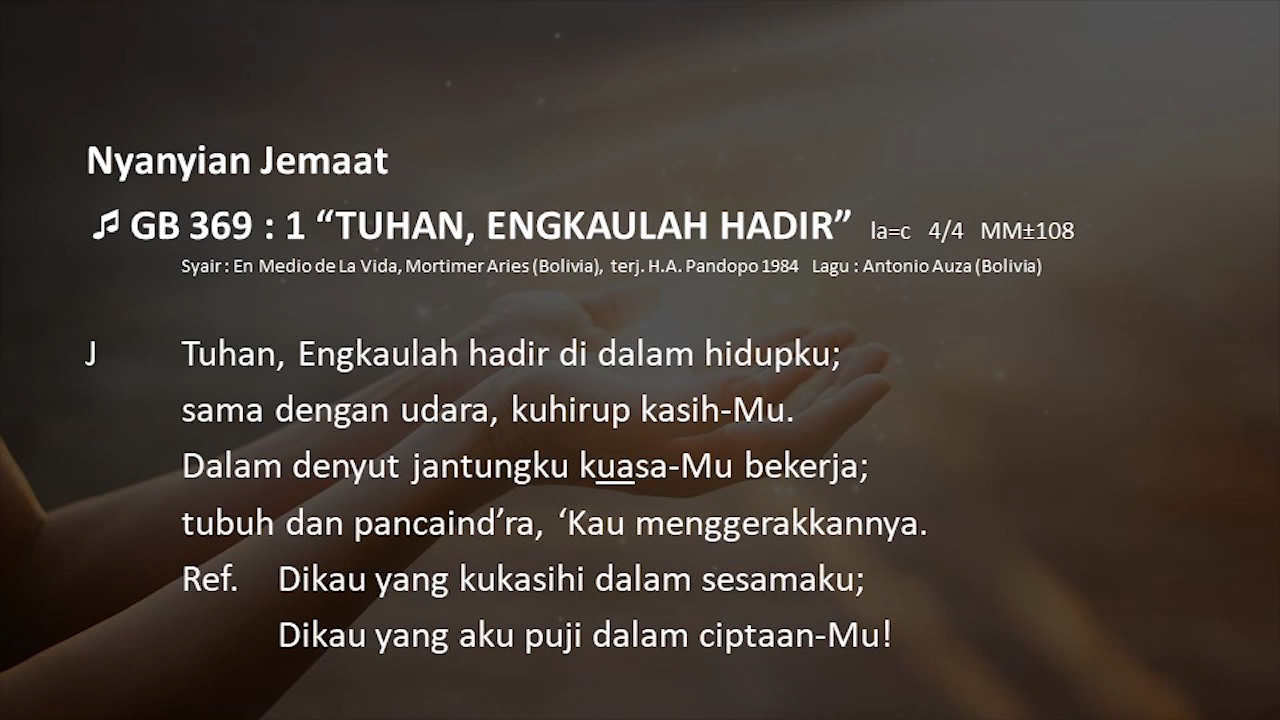 Nyanyian Jemaat
♫ GB 369 : 1 “TUHAN, ENGKAULAH HADIR” la=c 4/4 MM±108
Syair : En Medio de La Vida, Mortimer Aries (Bolivia), terj. H.A. Pandopo 1984 Lagu : Antonio Auza (Bolivia)
J Tuhan, Engkaulah hadir di dalam hidupku;
sama dengan udara, kuhirup kasih-Mu.
Dalam denyut jantungku kuasa-Mu bekerja;
tubuh dan pancaind’ra, ‘Kau menggerakkannya.
Ref. Dikau yang kukasihi dalam sesamaku;
Dikau yang aku puji dalam ciptaan-Mu!